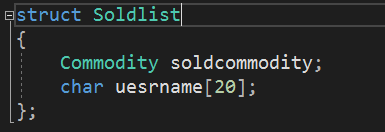 struct Soldlist
{
    Commodity soldcommodity;
    char uesrname[20];
};